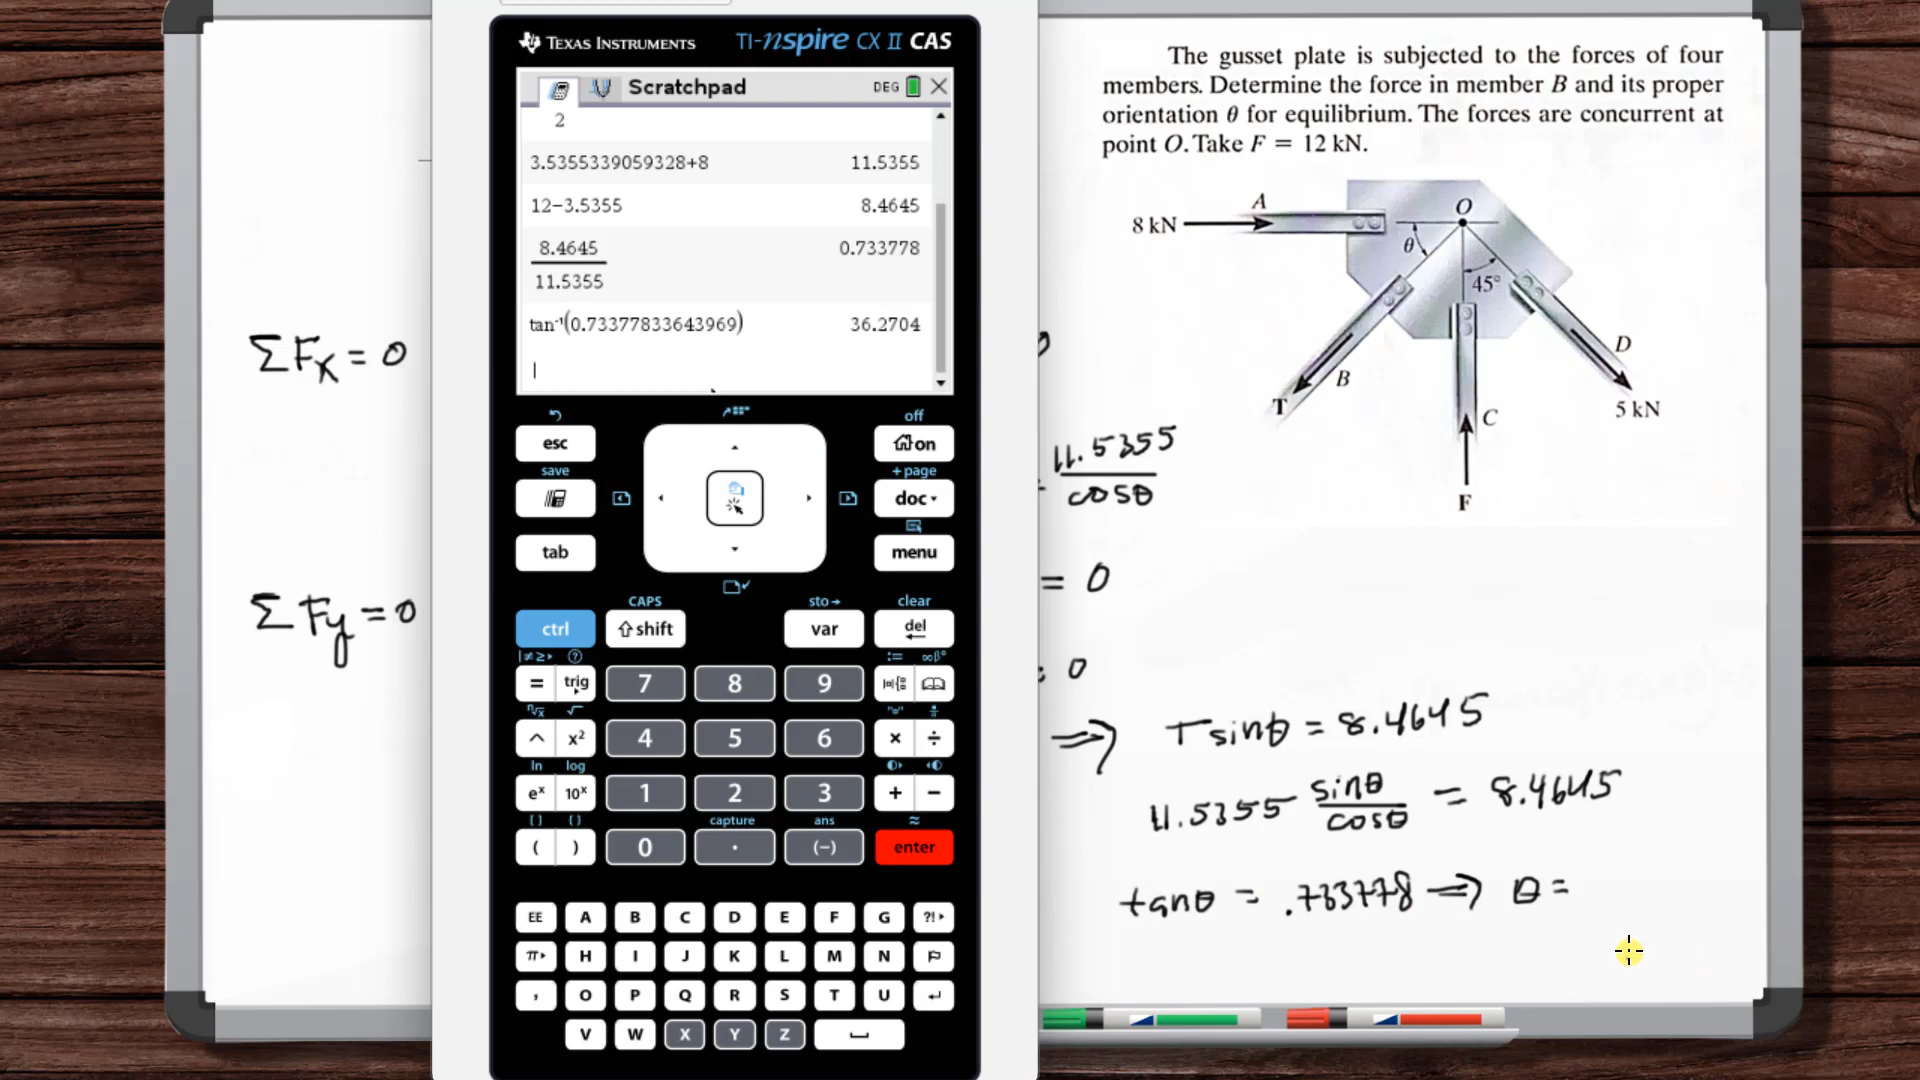 The gusset plate is subjected to the forces of four
members. Determine the force in member B and its proper
orientation θ for equilibrium. The forces are concurrent at
point O. Take F = 12 kN.
A
8 kN
O
θ
45°
B
T
C
F
D
5 kN
ΣFx = 0
ΣFy = 0
0
11.5355
cosθ
= 0
= 0
⇒ Tsinθ = 8.4645
11.5355 sinθ/cosθ = 8.4645
tanθ = .733778 ⇒ θ =
TEXAS INSTRUMENTS TI-nspire CX II CAS
Scratchpad DEG
2
3.5355339059328+8 11.5355
12−3.5355 8.4645
8.4645 0.733778
11.5355
tan⁻¹(0.73377833643969) 36.2704
off
esc on
save + page
doc
tab menu
CAPS sto→ clear
ctrl shift var del
|≠≥▸ ? := ∞β°
= trig 7 8 9
ⁿ√x √
^ x² 4 5 6 × ÷
ln log
eˣ 10ˣ 1 2 3 + −
[ ] { } capture ans ≈
( ) 0 . (−) enter
EE A B C D E F G ?!▸
π▸ H I J K L M N
, O P Q R S T U
V W X Y Z